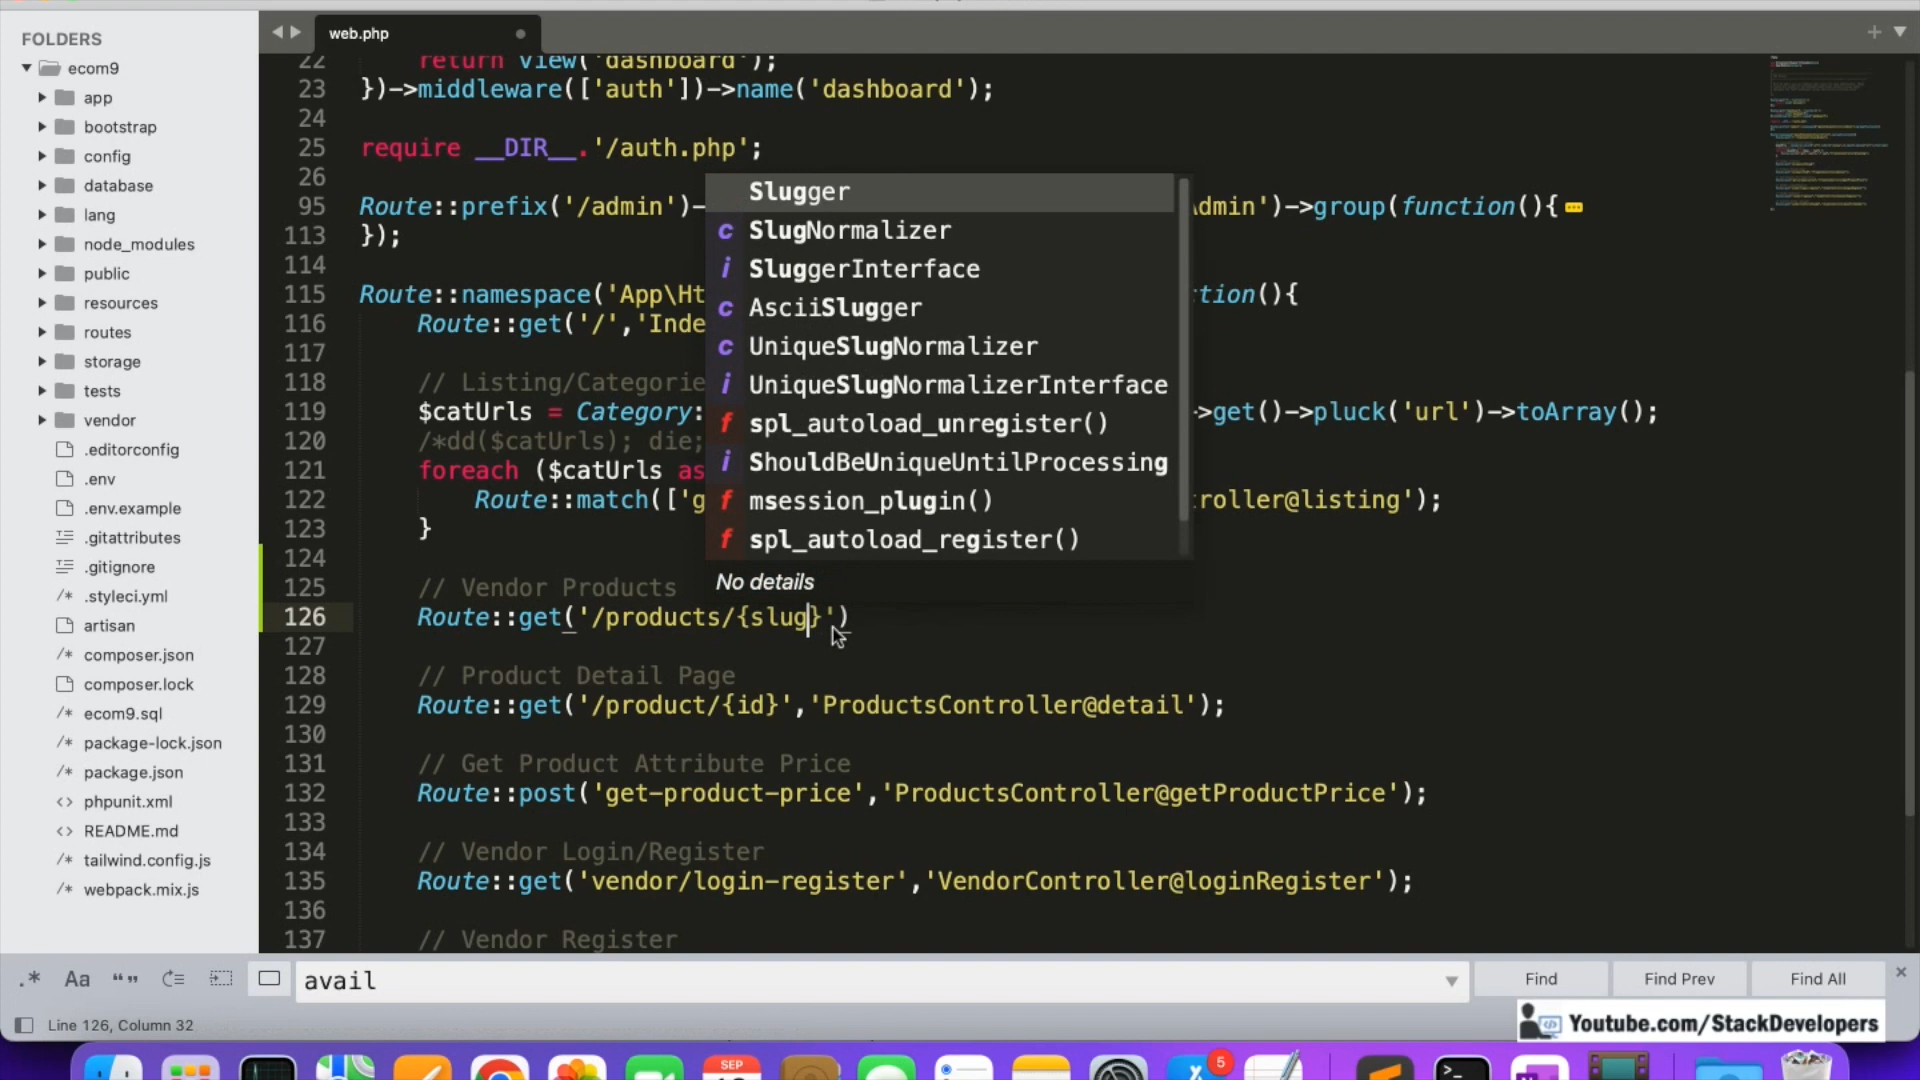 FOLDERS
ecom9
app
bootstrap
config
database
lang
node_modules
public
resources
routes
storage
tests
vendor
.editorconfig
.env
.env.example
.gitattributes
.gitignore
.styleci.yml
artisan
composer.json
composer.lock
ecom9.sql
package-lock.json
package.json
phpunit.xml
README.md
tailwind.config.js
webpack.mix.js
web.php
22 return view('dashboard');
23 })->middleware(['auth'])->name('dashboard');
24
25 require __DIR__.'/auth.php';
26
95 Route::prefix('/admin')- dmin')->group(function(){
113 });
114
115 Route::namespace('App\Ht tion(){
116 Route::get('/','Inde
117
118 // Listing/Categorie
119 $catUrls = Category: ->get()->pluck('url')->toArray();
120 /*dd($catUrls); die;
121 foreach ($catUrls as
122 Route::match(['g roller@listing');
123 }
124
125 // Vendor Products
126 Route::get('/products/{slug}')
127
128 // Product Detail Page
129 Route::get('/product/{id}','ProductsController@detail');
130
131 // Get Product Attribute Price
132 Route::post('get-product-price','ProductsController@getProductPrice');
133
134 // Vendor Login/Register
135 Route::get('vendor/login-register','VendorController@loginRegister');
136
137 // Vendor Register
Slugger
c SlugNormalizer
i SluggerInterface
c AsciiSlugger
c UniqueSlugNormalizer
i UniqueSlugNormalizerInterface
f spl_autoload_unregister()
i ShouldBeUniqueUntilProcessing
f msession_plugin()
f spl_autoload_register()
No details
.* Aa “” avail Find Find Prev Find All
Line 126, Column 32
Youtube.com/StackDevelopers
SEP
5